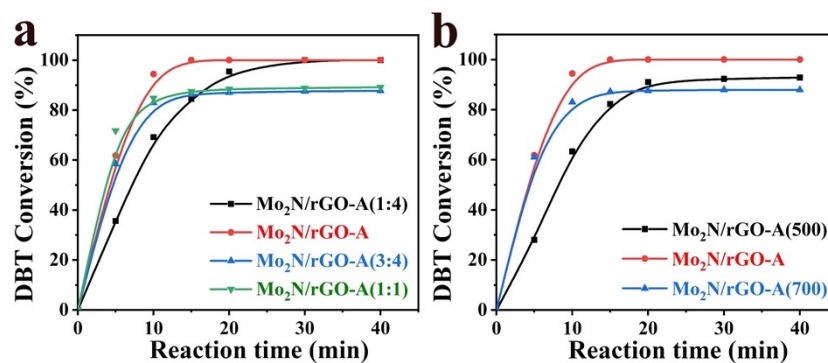 a
DBT Conversion (%)
100
80
60
40
20
0
Mo₂N/rGO-A(1:4)
Mo₂N/rGO-A
Mo₂N/rGO-A(3:4)
Mo₂N/rGO-A(1:1)
0 10 20 30 40
Reaction time (min)
b
DBT Conversion (%)
100
80
60
40
20
0
Mo₂N/rGO-A(500)
Mo₂N/rGO-A
Mo₂N/rGO-A(700)
0 10 20 30 40
Reaction time (min)